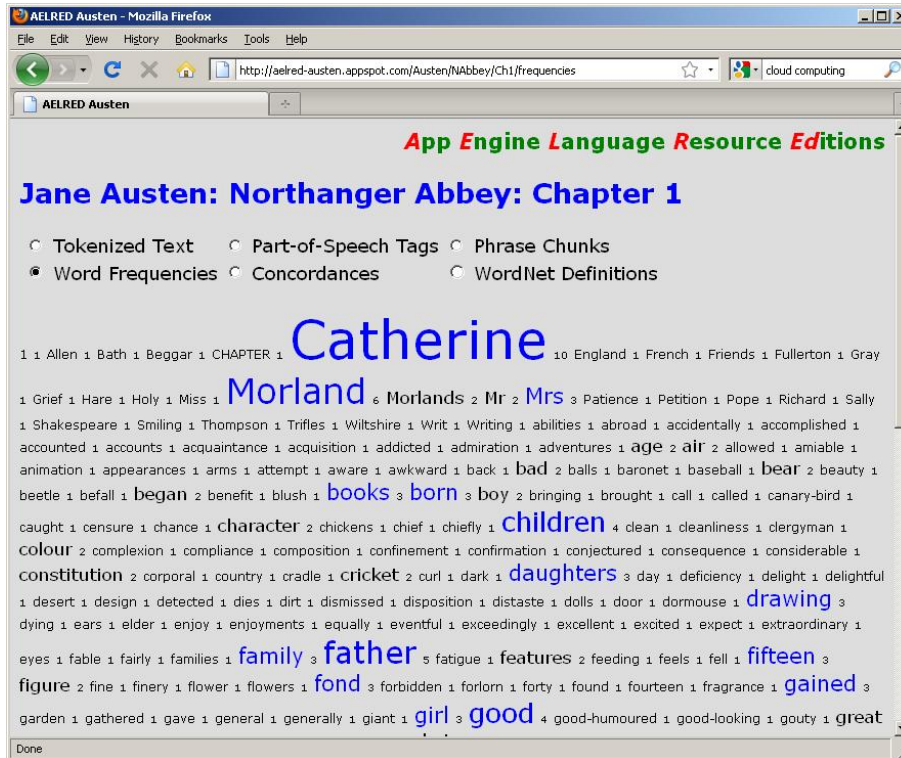 AELRED Austen - Mozilla Firefox
File Edit View History Bookmarks Tools Help
http://aelred-austen.appspot.com/Austen/NAbbey/Ch1/frequencies cloud computing
AELRED Austen
App Engine Language Resource Editions
Jane Austen: Northanger Abbey: Chapter 1
Tokenized Text Part-of-Speech Tags Phrase Chunks
Word Frequencies Concordances WordNet Definitions
1 1 Allen 1 Bath 1 Beggar 1 CHAPTER 1 Catherine 10 England 1 French 1 Friends 1 Fullerton 1 Gray
1 Grief 1 Hare 1 Holy 1 Miss 1 Morland 6 Morlands 2 Mr 2 Mrs 3 Patience 1 Petition 1 Pope 1 Richard 1 Sally
1 Shakespeare 1 Smiling 1 Thompson 1 Trifles 1 Wiltshire 1 Writ 1 Writing 1 abilities 1 abroad 1 accidentally 1 accomplished 1
accounted 1 accounts 1 acquaintance 1 acquisition 1 addicted 1 admiration 1 adventures 1 age 2 air 2 allowed 1 amiable 1
animation 1 appearances 1 arms 1 attempt 1 aware 1 awkward 1 back 1 bad 2 balls 1 baronet 1 baseball 1 bear 2 beauty 1
beetle 1 befall 1 began 2 benefit 1 blush 1 books 3 born 3 boy 2 bringing 1 brought 1 call 1 called 1 canary-bird 1
caught 1 censure 1 chance 1 character 2 chickens 1 chief 1 chiefly 1 children 4 clean 1 cleanliness 1 clergyman 1
colour 2 complexion 1 compliance 1 composition 1 confinement 1 confirmation 1 conjectured 1 consequence 1 considerable 1
constitution 2 corporal 1 country 1 cradle 1 cricket 2 curl 1 dark 1 daughters 3 day 1 deficiency 1 delight 1 delightful
1 desert 1 design 1 detected 1 dies 1 dirt 1 dismissed 1 disposition 1 distaste 1 dolls 1 door 1 dormouse 1 drawing 3
dying 1 ears 1 elder 1 enjoy 1 enjoyments 1 equally 1 eventful 1 exceedingly 1 excellent 1 excited 1 expect 1 extraordinary 1
eyes 1 fable 1 fairly 1 families 1 family 3 father 5 fatigue 1 features 2 feeding 1 feels 1 fell 1 fifteen 3
figure 2 fine 1 finery 1 flower 1 flowers 1 fond 3 forbidden 1 forlorn 1 forty 1 found 1 fourteen 1 fragrance 1 gained 3
garden 1 gathered 1 gave 1 general 1 generally 1 giant 1 girl 3 good 4 good-humoured 1 good-looking 1 gouty 1 great
Done